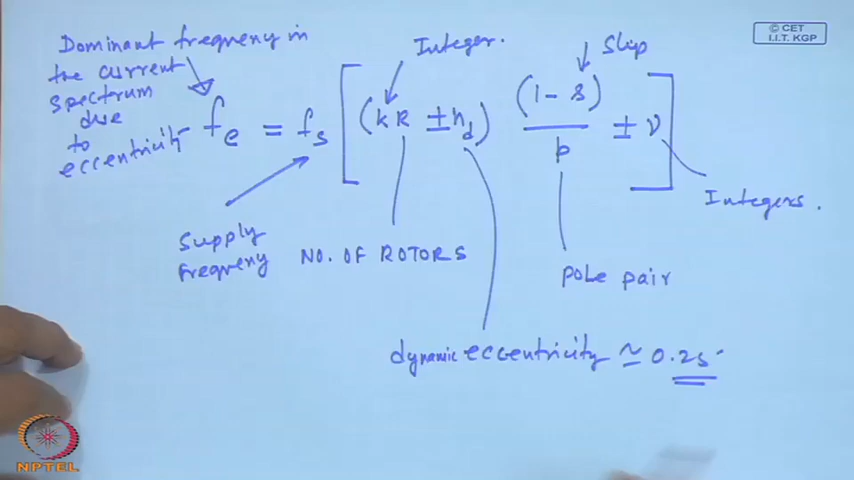 © CET
I.I.T. KGP
Dominant frequency in
the current
spectrum
due
to
eccentricity
Integer.
Slip
fe = fs [ (kR ± nd) (1 - s) / p ± ν ]
Integers.
Supply
Frequency
NO. OF ROTORS
pole pair
dynamic eccentricity ≃ 0.25
NPTEL